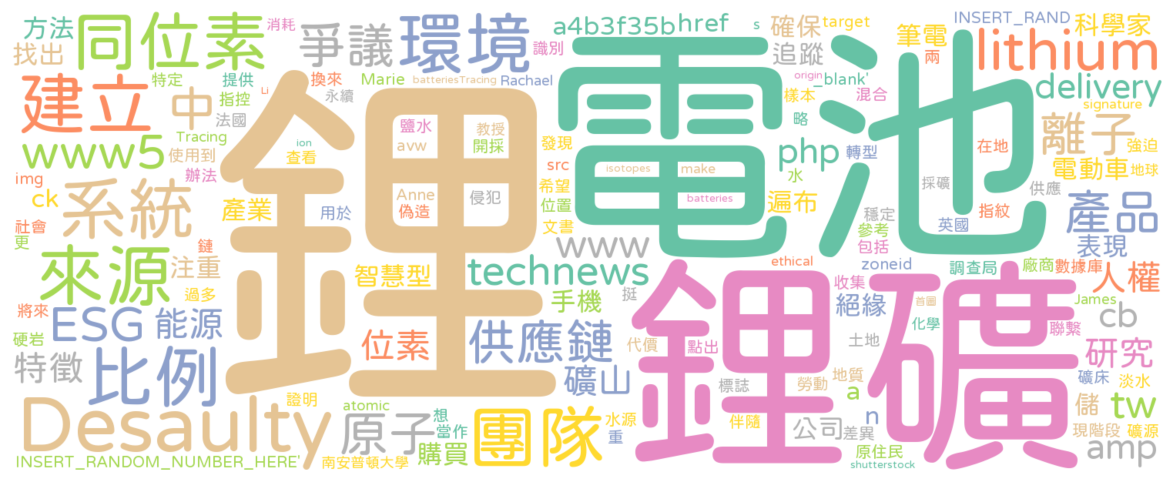 方法
同位素
爭議
消耗
環境
a4b3f35b
href
s
確保
target
筆電
INSERT_RAND
科學家
找出
識別
_blank'
追蹤
兩
lithium
建立
中
特定
提供
指控
換來
永續
Marie
batteriesTracing
Rachael
origin
樣本
混合
delivery
signature
離子
強迫
www5
Tracing
法國
使用到
辦法
ion
查看
鹽水
avw
教授
開採
發現
src
略
php
轉型
在地
電動車
地球
鋰
電池
img
ck
系統
產業
用於
Anne
偽造
侵犯
希望
位置
文書
isotopes
make
batteries
水
遍布
採礦
穩定
參考
包括
供應
指紋
英國
產品
表現
社會
更
鏈
來源
注重
過多
智慧型
手機
www
technews
ethical
zoneid
調查局
廠商
數據庫
人權
將來
硬岩
ESG
能源
位素
供應鏈
挺
代價
收集
絕緣
首圖
化學
James
聯繫
cb
特徵
比例
礦山
點出
土地
鋰礦
研究
Li
證明
標誌
勞動
地質
礦床
淡水
Desaulty
atomic
原子
想
當作
購買
團隊
水源
重
伴隨
公司
差異
a
n
儲
tw
現階段
礦源
amp
INSERT_RANDOM_NUMBER_HERE'
南安普頓大學
原住民
shutterstock